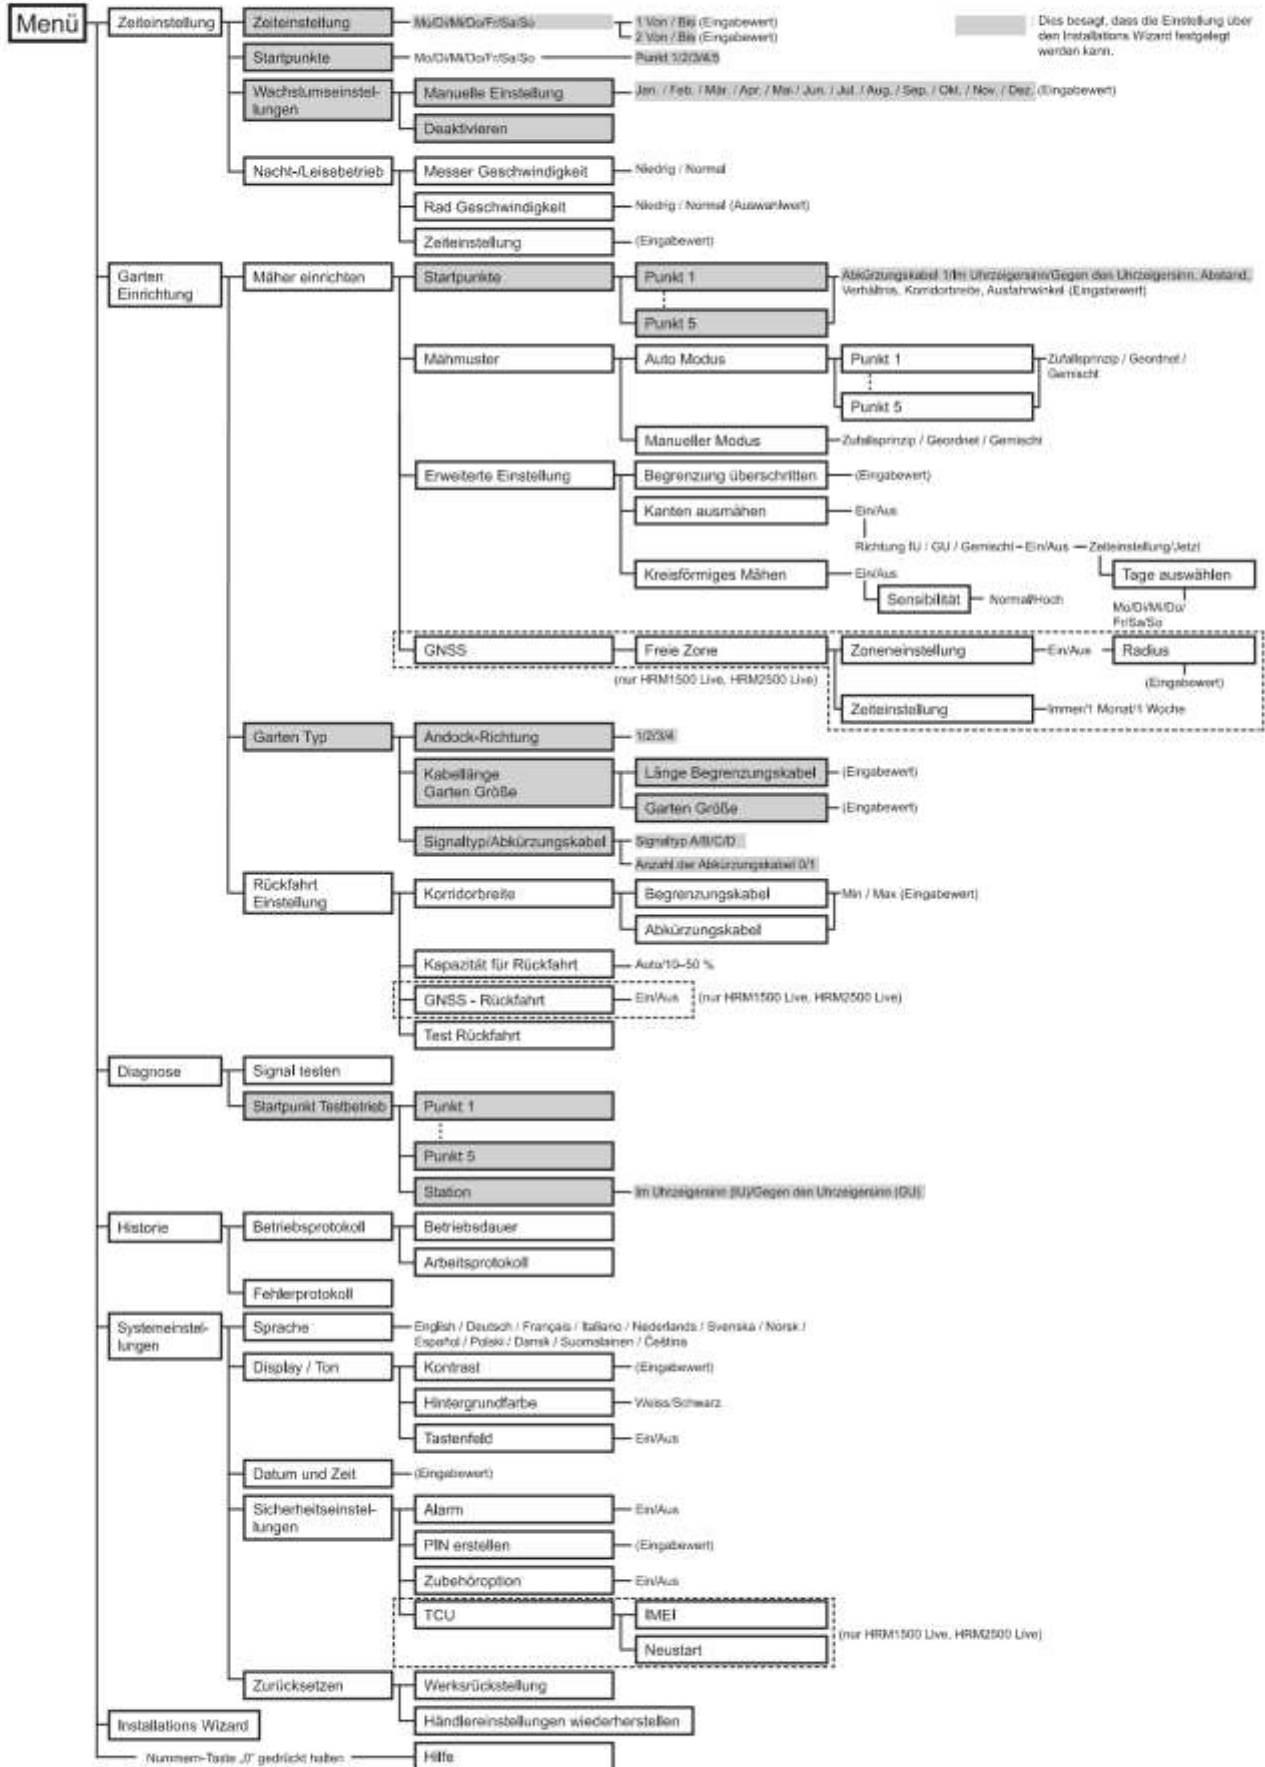 Menü
Zeiteinstellung
Zeiteinstellung
Mo/Di/Mi/Do/Fr/Sa/So
1 Von / Bis (Eingabewert)
2 Von / Bis (Eingabewert)
: Dies besagt, dass die Einstellung über
den Installations Wizard festgelegt
werden kann.
Startpunkte
Mo/Di/Mi/Do/Fr/Sa/So
Punkt 1/2/3/4/5
Wachstumseinstel-
lungen
Manuelle Einstellung
Jan. / Feb. / Mär. / Apr. / Mai / Jun. / Jul. / Aug. / Sep. / Okt. / Nov. / Dez. (Eingabewert)
Deaktivieren
Nacht-/Leisebetrieb
Messer Geschwindigkeit
Niedrig / Normal
Rad Geschwindigkeit
Niedrig / Normal (Auswahlwert)
Zeiteinstellung
(Eingabewert)
Garten
Einrichtung
Mäher einrichten
Startpunkte
Punkt 1
Punkt 5
Abkürzungskabel 1/Im Uhrzeigersinn/Gegen den Uhrzeigersinn, Abstand,
Verhältnis, Korridorbreite, Ausfahrwinkel (Eingabewert)
Mähmuster
Auto Modus
Punkt 1
Punkt 5
Zufallsprinzip / Geordnet /
Gemischt
Manueller Modus
Zufallsprinzip / Geordnet / Gemischt
Erweiterte Einstellung
Begrenzung überschritten
(Eingabewert)
Kanten ausmähen
Ein/Aus
Richtung IU / GU / Gemischt
Ein/Aus
Zeiteinstellung/Jetzt
Tage auswählen
Mo/Di/Mi/Do/
Fr/Sa/So
Kreisförmiges Mähen
Ein/Aus
Sensibilität
Normal/Hoch
GNSS
Freie Zone
(nur HRM1500 Live, HRM2500 Live)
Zoneneinstellung
Ein/Aus
Radius
(Eingabewert)
Zeiteinstellung
Immer/1 Monat/1 Woche
Garten Typ
Andock-Richtung
1/2/3/4
Kabellänge
Garten Größe
Länge Begrenzungskabel
(Eingabewert)
Garten Größe
(Eingabewert)
Signaltyp/Abkürzungskabel
Signaltyp A/B/C/D
Anzahl der Abkürzungskabel 0/1
Rückfahrt
Einstellung
Korridorbreite
Begrenzungskabel
Abkürzungskabel
Min / Max (Eingabewert)
Kapazität für Rückfahrt
Auto/10–50 %
GNSS - Rückfahrt
Ein/Aus
(nur HRM1500 Live, HRM2500 Live)
Test Rückfahrt
Diagnose
Signal testen
Startpunkt Testbetrieb
Punkt 1
Punkt 5
Station
Im Uhrzeigersinn (IU)/Gegen den Uhrzeigersinn (GU)
Historie
Betriebsprotokoll
Betriebsdauer
Arbeitsprotokoll
Fehlerprotokoll
Systemeinstel-
lungen
Sprache
English / Deutsch / Français / Italiano / Nederlands / Svenska / Norsk /
Español / Polski / Dansk / Suomalainen / Čeština
Display / Ton
Kontrast
(Eingabewert)
Hintergrundfarbe
Weiss/Schwarz
Tastenfeld
Ein/Aus
Datum und Zeit
(Eingabewert)
Sicherheitseinstel-
lungen
Alarm
Ein/Aus
PIN erstellen
(Eingabewert)
Zubehöroption
Ein/Aus
TCU
IMEI
Neustart
(nur HRM1500 Live, HRM2500 Live)
Zurücksetzen
Werksrückstellung
Händlereinstellungen wiederherstellen
Installations Wizard
Nummern-Taste „0“ gedrückt halten
Hilfe